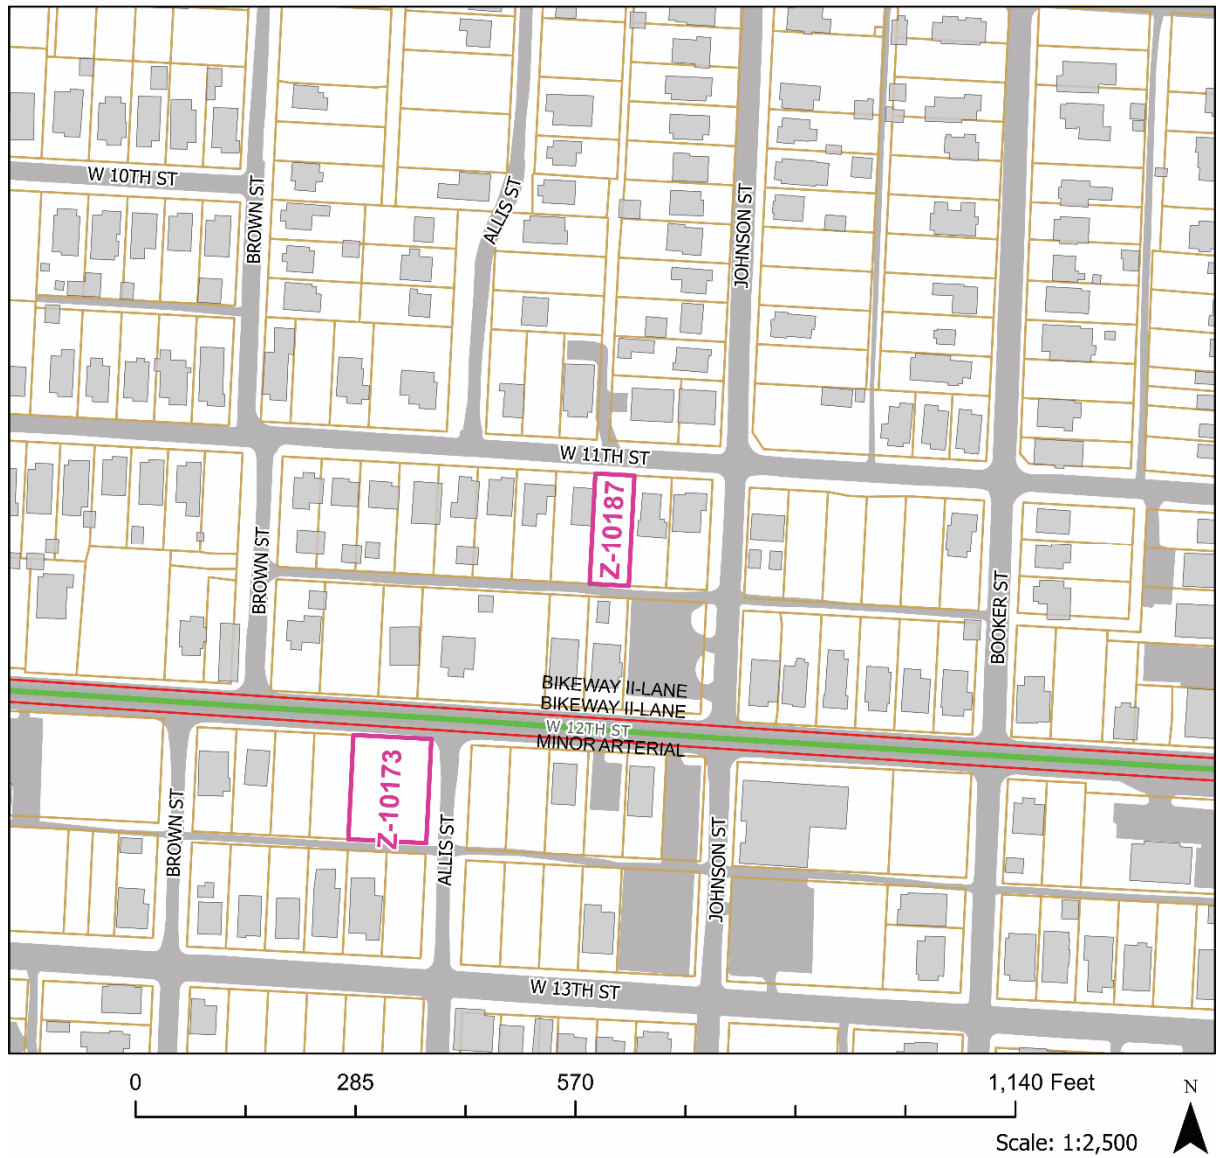 W 10TH ST
BROWN ST
ALLIS ST
JOHNSON ST
W 11TH ST
Z-10187
BROWN ST
BOOKER ST
BIKEWAY II-LANE
BIKEWAY II-LANE
W 12TH ST
MINOR ARTERIAL
Z-10173
BROWN ST
ALLIS ST
JOHNSON ST
W 13TH ST
0 285 570 1,140 Feet
N
Scale: 1:2,500